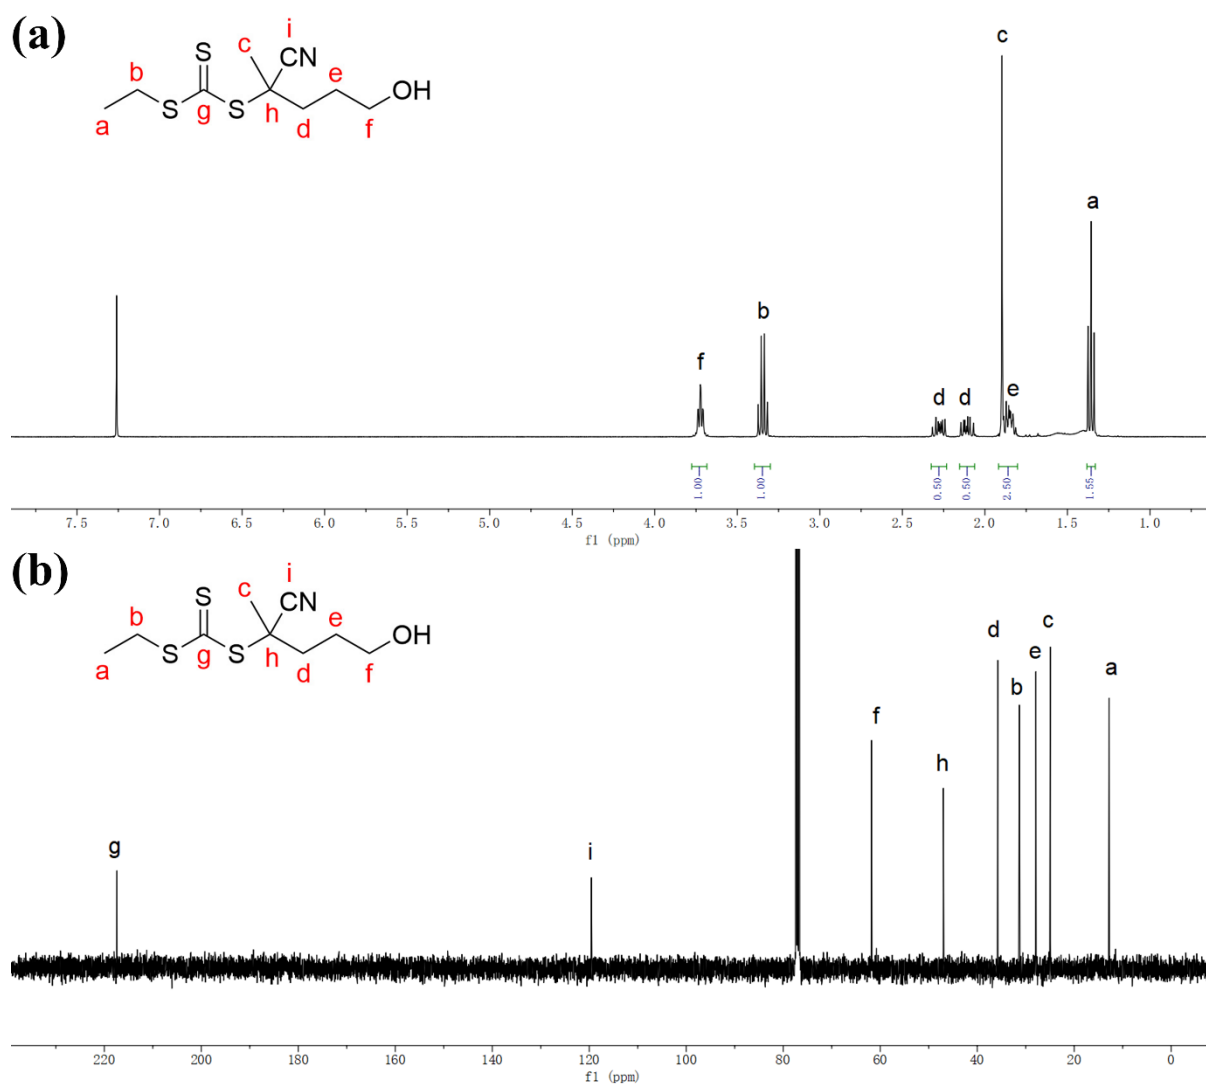 (a)
i
c
CN
S
b
e
OH
S
g
S
h
a
d
f
c
a
b
f
d
d
e
1.00
1.00
0.50
0.50
2.50
1.55
7.5 7.0 6.5 6.0 5.5 5.0 4.5 4.0 3.5 3.0 2.5 2.0 1.5 1.0
f1 (ppm)
(b)
i
c
CN
S
b
e
OH
S
g
S
h
a
d
f
c
d
e
a
b
f
h
g
i
220 200 180 160 140 120 100 80 60 40 20 0
f1 (ppm)